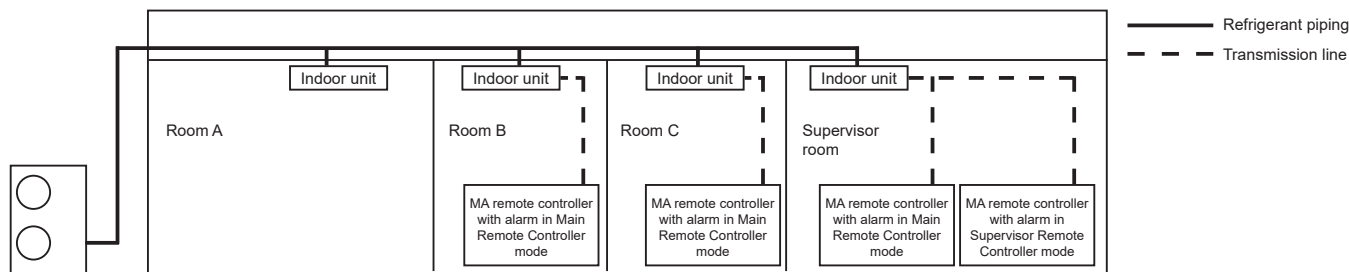 Refrigerant piping
Transmission line
Indoor unit
Indoor unit
Indoor unit
Indoor unit
Room A
Room B
Room C
Supervisor
room
MA remote controller
with alarm in Main
Remote Controller
mode
MA remote controller
with alarm in Main
Remote Controller
mode
MA remote controller
with alarm in Main
Remote Controller
mode
MA remote controller
with alarm in
Supervisor Remote
Controller mode